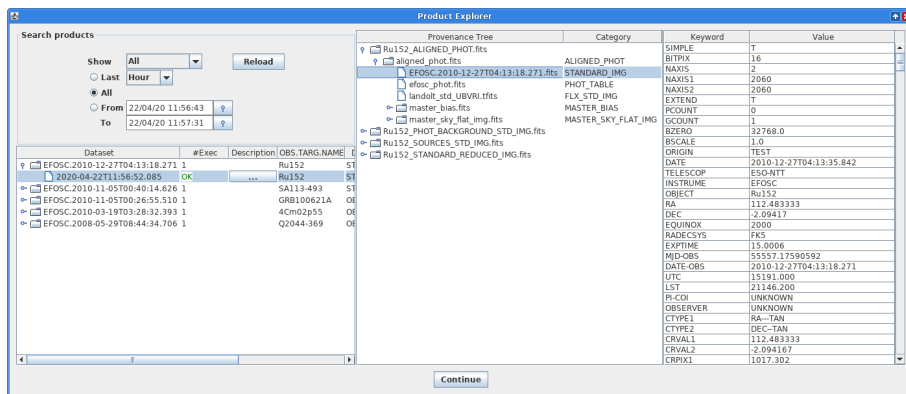 Product Explorer
Search products
Show All Reload
Last Hour
All
From 22/04/20 11:56:43
To 22/04/20 11:57:31
Dataset #Exec Description OBS.TARG.NAME
EFOSC.2010-12-27T04:13:18.271 1 Ru152 ST
2020-04-22T11:56:52.085 OK ... Ru152 ST
EFOSC.2010-11-05T00:40:14.626 1 SA113-493 ST
EFOSC.2010-11-05T00:26:55.510 1 GRB100621A OB
EFOSC.2010-03-19T03:28:32.393 1 4Cm02p55 OB
EFOSC.2008-05-29T08:44:34.706 1 Q2044-369 OB
Provenance Tree Category
Ru152_ALIGNED_PHOT.fits
aligned_phot.fits ALIGNED_PHOT
EFOSC.2010-12-27T04:13:18.271.fits STANDARD_IMG
efosc_phot.fits PHOT_TABLE
landolt_std_UBVRI.tfits FLX_STD_IMG
master_bias.fits MASTER_BIAS
master_sky_flat_img.fits MASTER_SKY_FLAT_IMG
Ru152_PHOT_BACKGROUND_STD_IMG.fits
Ru152_SOURCES_STD_IMG.fits
Ru152_STANDARD_REDUCED_IMG.fits
Keyword Value
SIMPLE T
BITPIX 16
NAXIS 2
NAXIS1 2060
NAXIS2 2060
EXTEND T
PCOUNT 0
GCOUNT 1
BZERO 32768.0
BSCALE 1.0
ORIGIN TEST
DATE 2010-12-27T04:13:35.842
TELESCOP ESO-NTT
INSTRUME EFOSC
OBJECT Ru152
RA 112.483333
DEC -2.09417
EQUINOX 2000
RADECSYS FK5
EXPTIME 15.0006
MJD-OBS 55557.17590592
DATE-OBS 2010-12-27T04:13:18.271
UTC 15191.000
LST 21146.200
PI-COI UNKNOWN
OBSERVER UNKNOWN
CTYPE1 RA---TAN
CTYPE2 DEC--TAN
CRVAL1 112.483333
CRVAL2 -2.094167
CRPIX1 1017.302
Continue